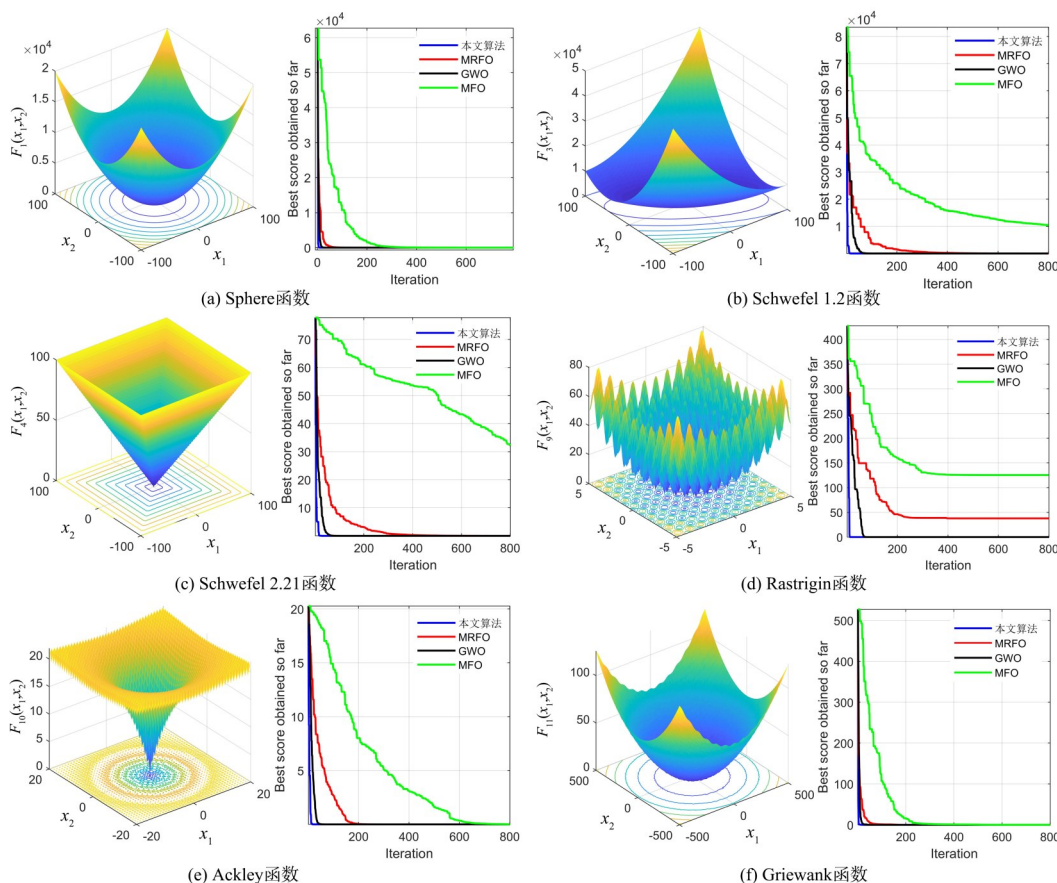 ×10⁴
F₁(x₁,x₂)
2
1.5
1
0.5
0
100
0
-100
x₂
-100
0
100
x₁
×10⁴
Best score obtained so far
6
5
4
3
2
1
0
0
200
400
600
Iteration
本文算法
MRFO
GWO
MFO
(a) Sphere函数
×10⁴
F₃(x₁,x₂)
5
4
3
2
1
0
100
0
-100
x₂
-100
0
100
x₁
×10⁴
Best score obtained so far
8
7
6
5
4
3
2
1
200
400
600
800
Iteration
本文算法
MRFO
GWO
MFO
(b) Schwefel 1.2函数
F₄(x₁,x₂)
100
50
0
100
0
-100
x₂
-100
0
100
x₁
Best score obtained so far
70
60
50
40
30
20
10
200
400
600
800
Iteration
本文算法
MRFO
GWO
MFO
(c) Schwefel 2.21函数
F₉(x₁,x₂)
80
60
40
20
0
5
0
-5
x₂
-5
0
5
x₁
Best score obtained so far
400
350
300
250
200
150
100
50
0
200
400
600
800
Iteration
本文算法
MRFO
GWO
MFO
(d) Rastrigin函数
F₁₀(x₁,x₂)
20
15
10
5
0
20
0
-20
x₂
-20
0
20
x₁
Best score obtained so far
20
15
10
5
200
400
600
800
Iteration
本文算法
MRFO
GWO
MFO
(e) Ackley函数
F₁₁(x₁,x₂)
100
50
0
500
0
-500
x₂
-500
0
500
x₁
Best score obtained so far
500
400
300
200
100
0
200
400
600
800
Iteration
本文算法
MRFO
GWO
MFO
(f) Griewank函数